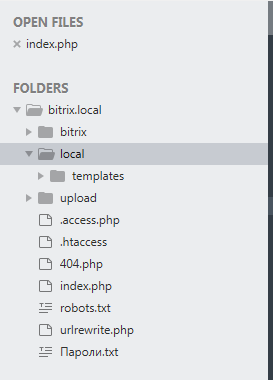 OPEN FILES
index.php
FOLDERS
bitrix.local
bitrix
local
templates
upload
.access.php
.htaccess
404.php
index.php
robots.txt
urlrewrite.php
Пароли.txt